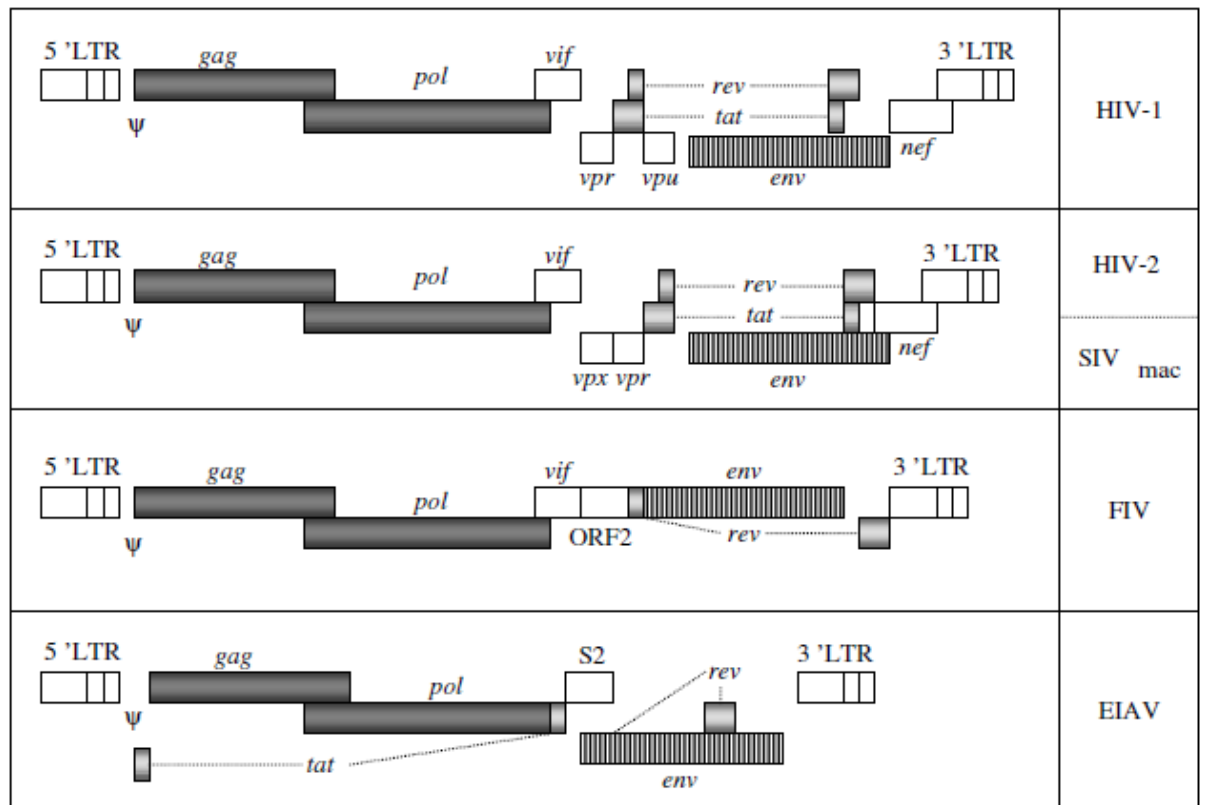 5 ’LTR gag pol vif rev tat 3 ’LTR
ψ vpr vpu env nef
HIV-1
5 ’LTR gag pol vif rev tat 3 ’LTR
ψ vpx vpr env nef
HIV-2
SIV mac
5 ’LTR gag pol vif env 3 ’LTR
ψ ORF2 rev
FIV
5 ’LTR gag pol S2 rev 3 ’LTR
ψ tat env
EIAV